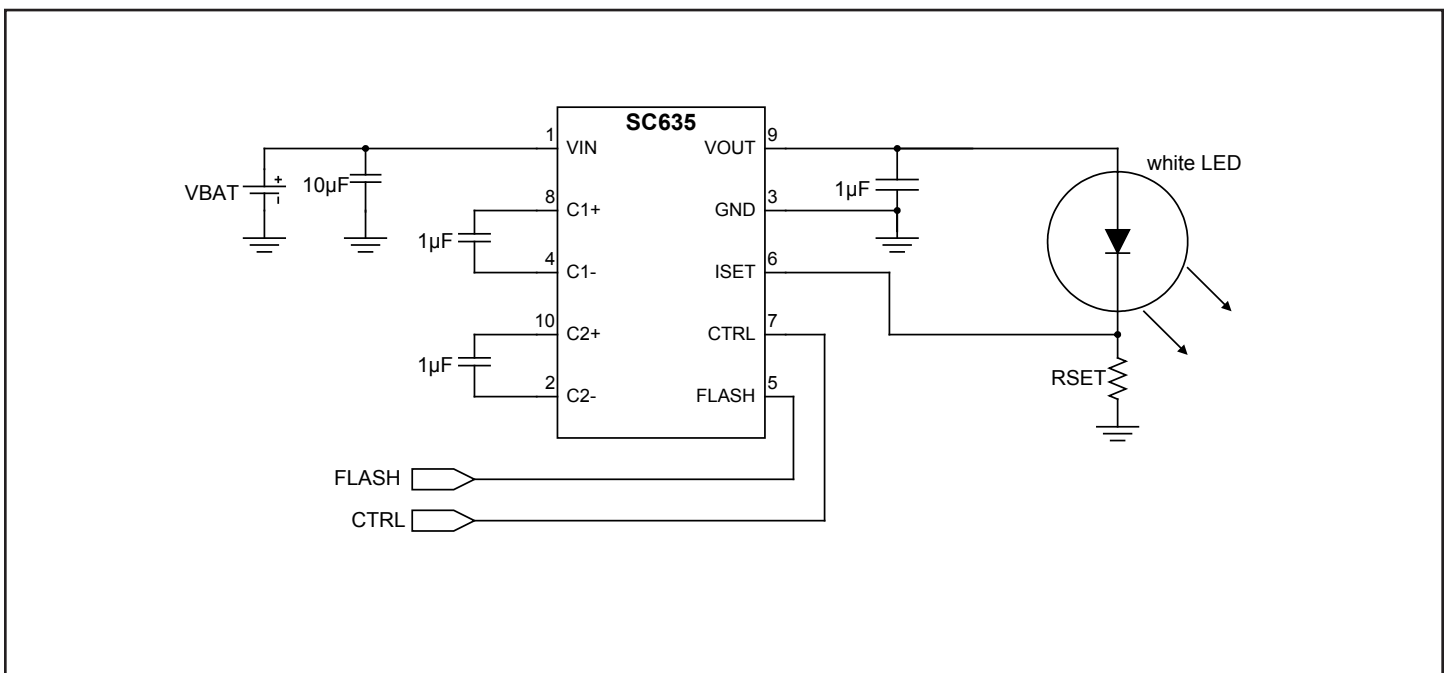 SC635
1
VIN
VOUT
9
white LED
VBAT
+
-
10µF
8
C1+
1µF
GND
3
1µF
4
C1-
ISET
6
10
C2+
CTRL
7
1µF
RSET
2
C2-
FLASH
5
FLASH
CTRL